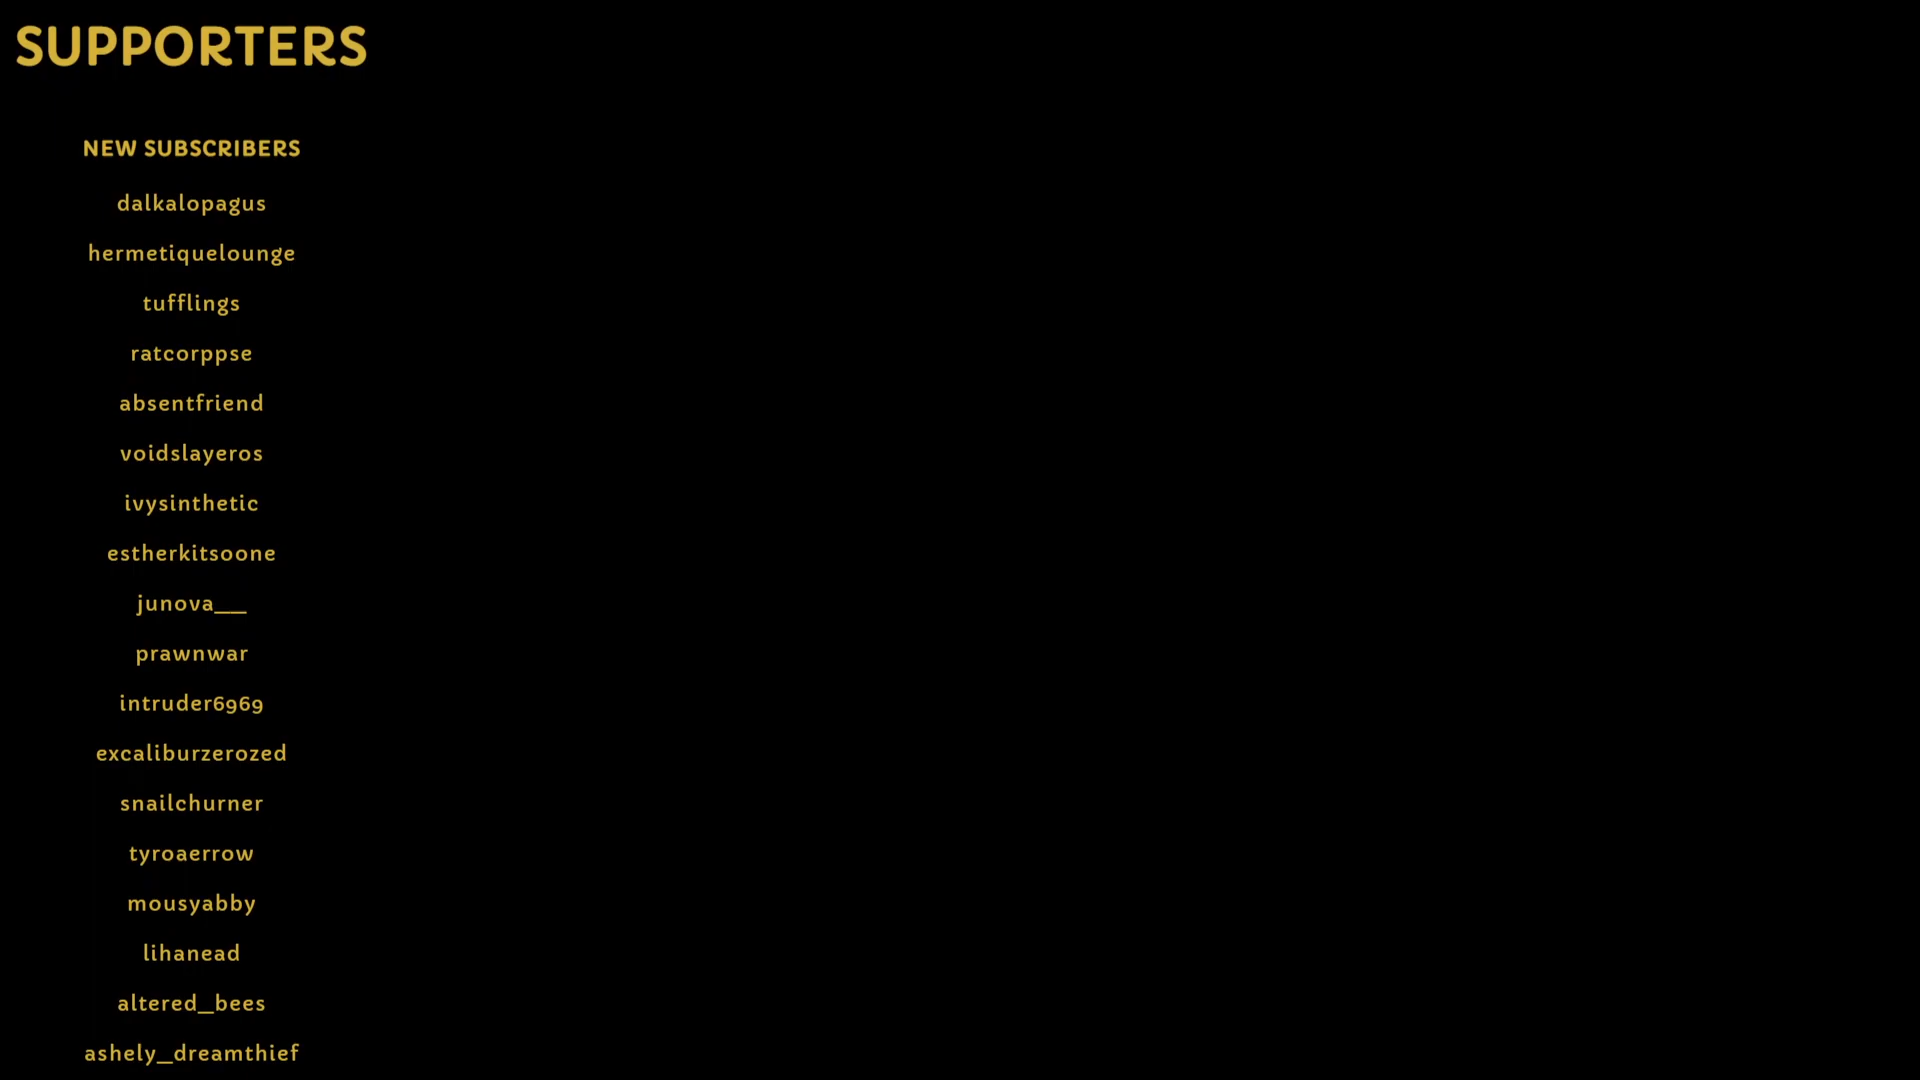 SUPPORTERS
NEW SUBSCRIBERS
dalkalopagus
hermetiquelounge
tufflings
ratcorppse
absentfriend
voidslayeros
ivysinthetic
estherkitsoone
junova__
prawnwar
intruder6969
excaliburzerozed
snailchurner
tyroaerrow
mousyabby
lihanead
altered_bees
ashely_dreamthief